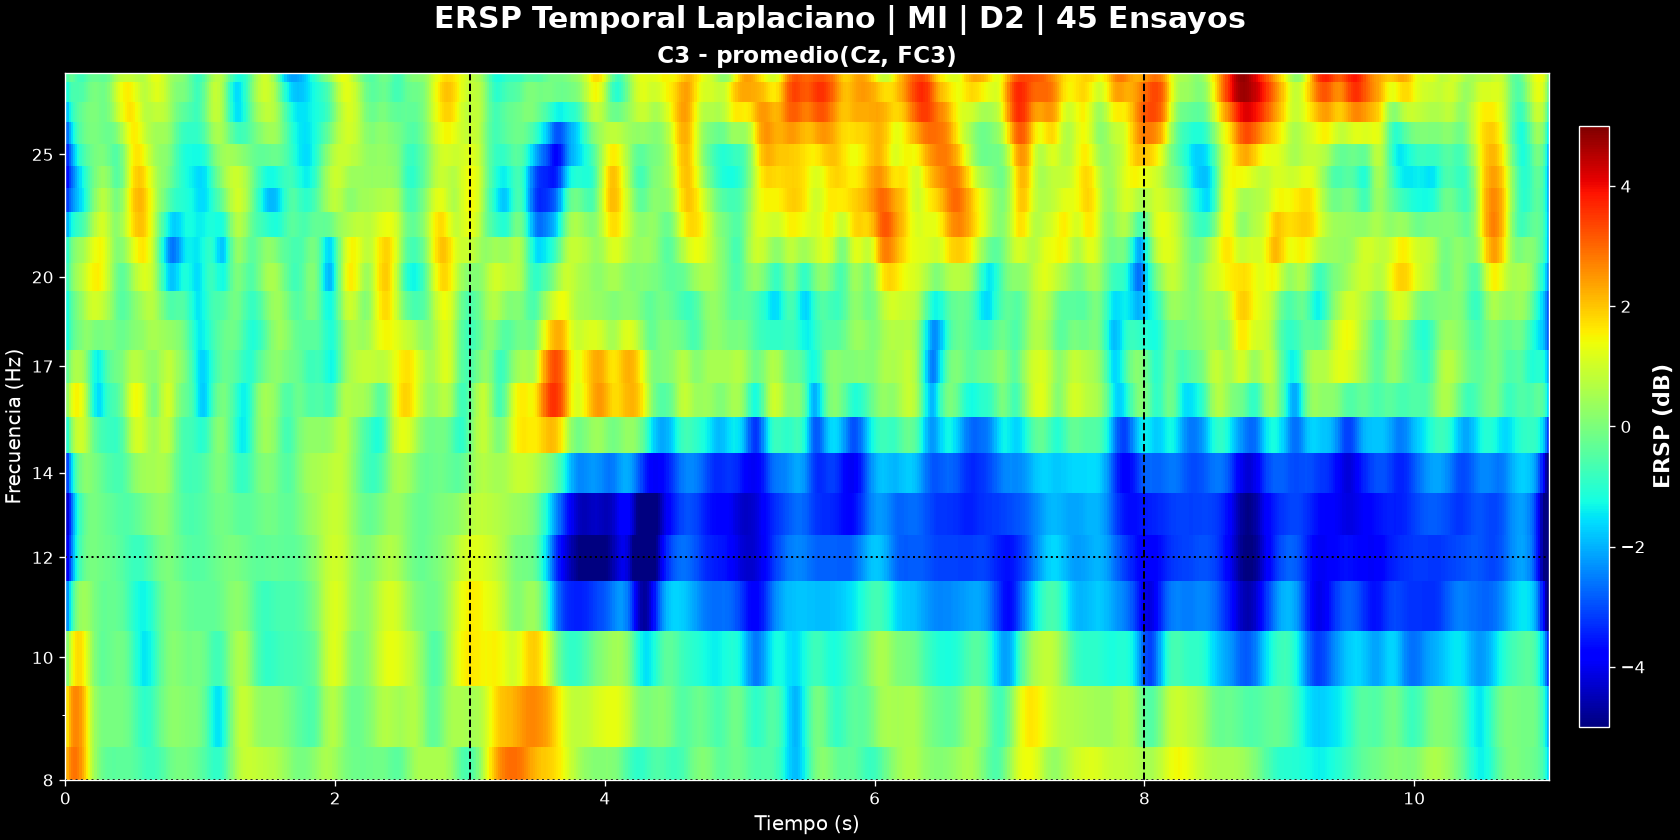 ERSP Temporal Laplaciano | MI | D2 | 45 Ensayos
C3 - promedio(Cz, FC3)
Frecuencia (Hz)
25
20
17
14
12
10
8
0 2 4 6 8 10
Tiempo (s)
4
2
0
−2
−4
ERSP (dB)